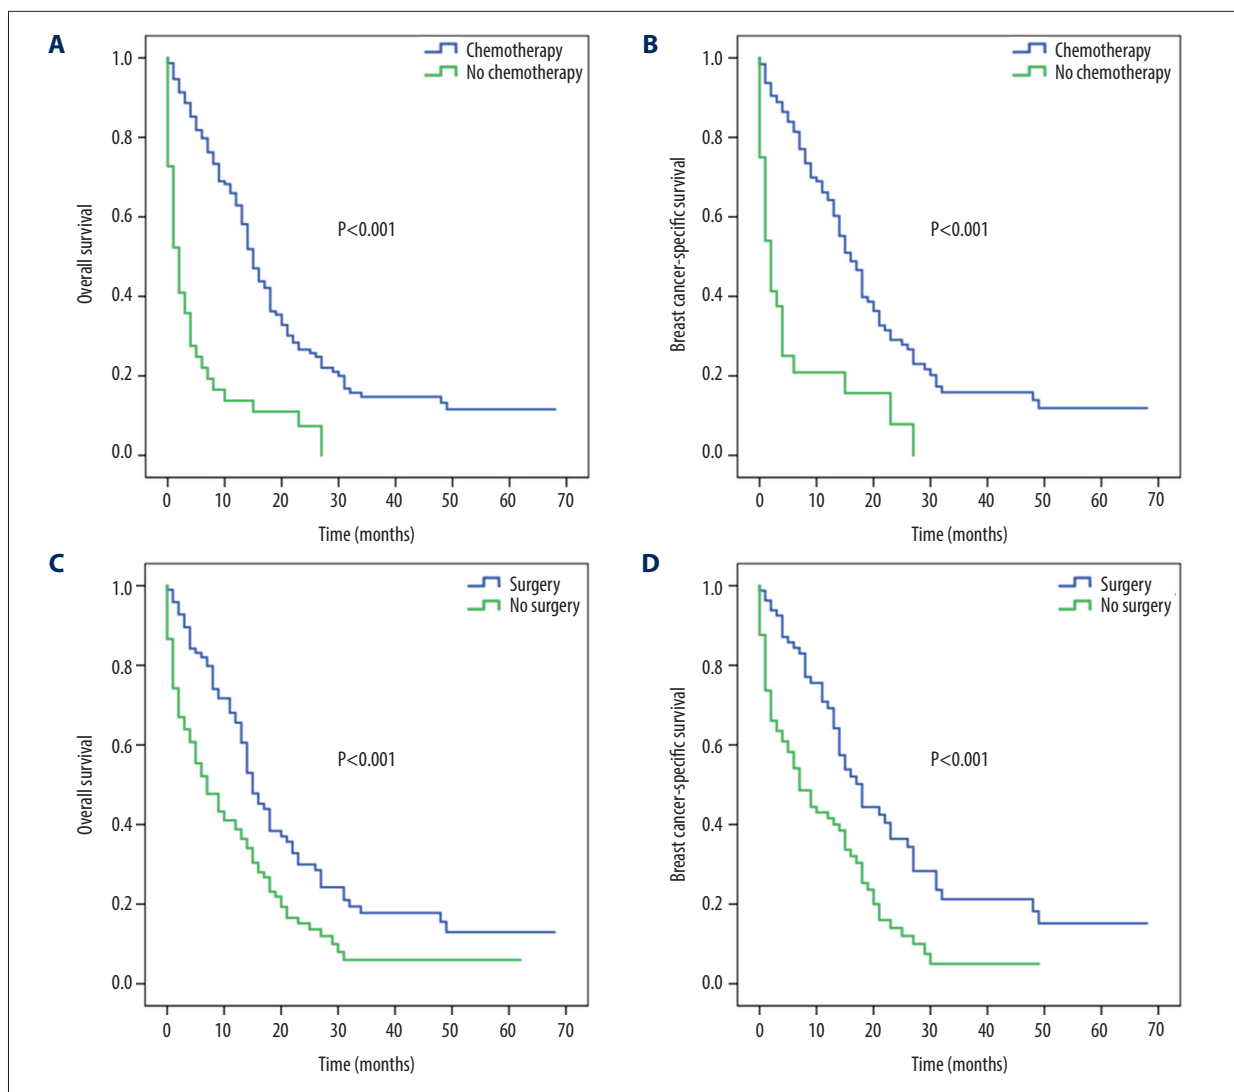 A
Chemotherapy
No chemotherapy
1.0
0.8
0.6
0.4
0.2
0.0
Overall survival
P<0.001
0 10 20 30 40 50 60 70
Time (months)
B
Chemotherapy
No chemotherapy
1.0
0.8
0.6
0.4
0.2
0.0
Breast cancer-specific survival
P<0.001
0 10 20 30 40 50 60 70
Time (months)
C
Surgery
No surgery
1.0
0.8
0.6
0.4
0.2
0.0
Overall survival
P<0.001
0 10 20 30 40 50 60 70
Time (months)
D
Surgery
No surgery
1.0
0.8
0.6
0.4
0.2
0.0
Breast cancer-specific survival
P<0.001
0 10 20 30 40 50 60 70
Time (months)